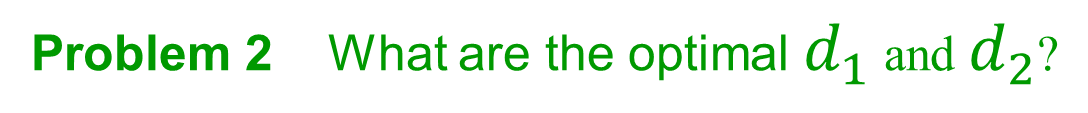 Problem 2 What are the optimal d₁ and d₂?